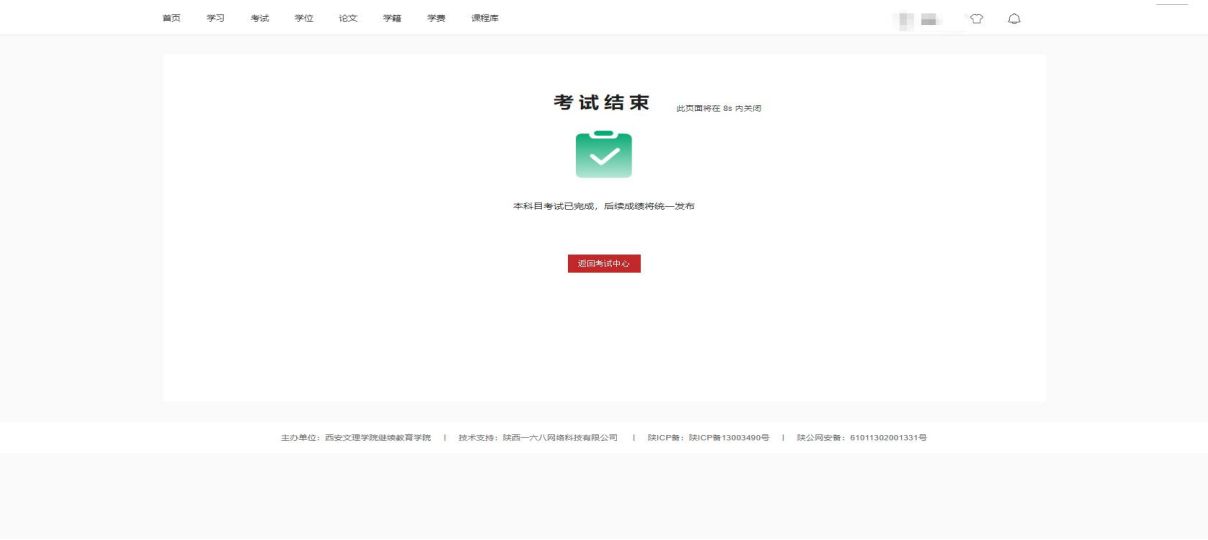 首页 学习 考试 学位 论文 学籍 学费 课程库
考试结束 此页面将在 8s 内关闭
本科目考试已完成，后续成绩将统一发布
返回考试中心
主办单位：西安文理学院继续教育学院 | 技术支持：陕西一六八网络科技有限公司 | 陕ICP备：陕ICP备13003490号 | 陕公网安备：61011302001331号